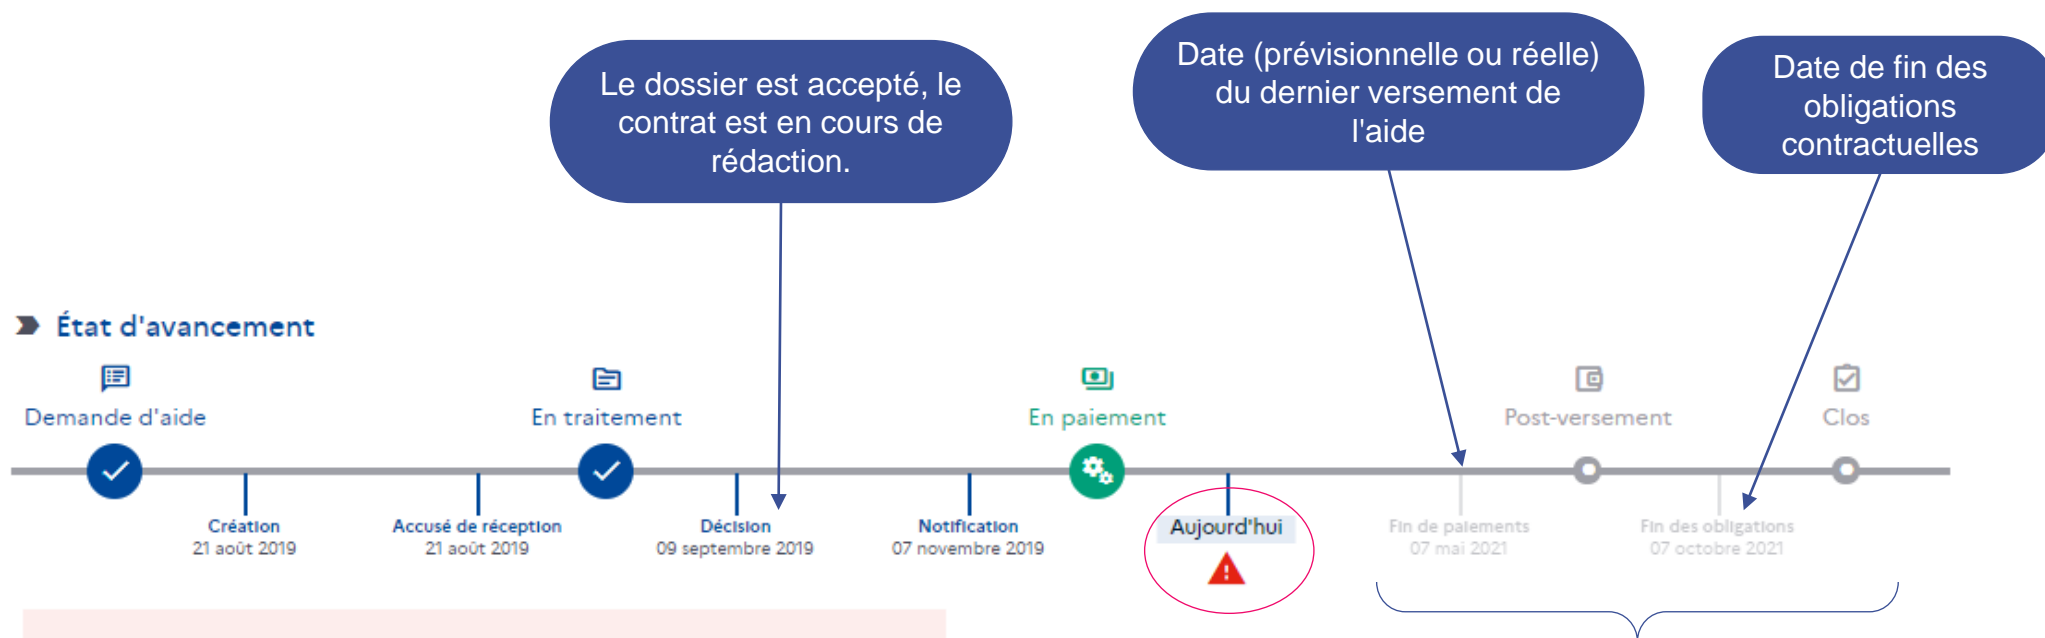 Le dossier est accepté, le
contrat est en cours de
rédaction.
Date (prévisionnelle ou réelle)
du dernier versement de
l'aide
Date de fin des
obligations
contractuelles
État d'avancement
Demande d'aide
En traitement
En paiement
Post-versement
Clos
Création
21 août 2019
Accusé de réception
21 août 2019
Décision
09 septembre 2019
Notification
07 novembre 2019
Aujourd'hui
Fin de paiements
07 mai 2021
Fin des obligations
07 octobre 2021